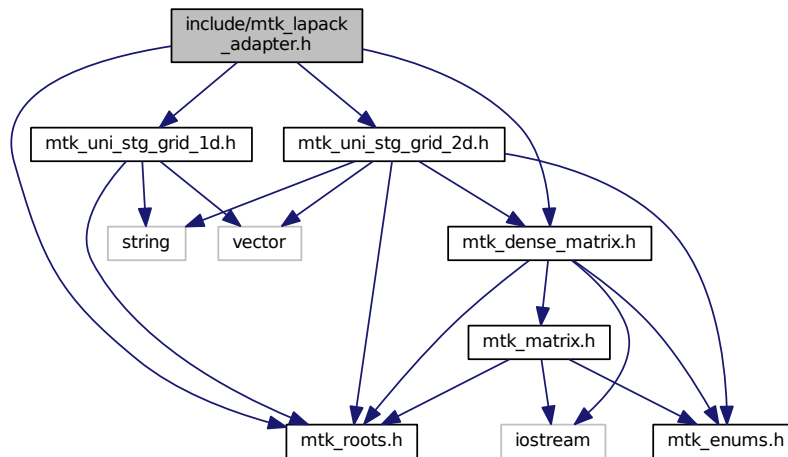 include/mtk_lapack
_adapter.h
mtk_uni_stg_grid_1d.h
mtk_uni_stg_grid_2d.h
string
vector
mtk_dense_matrix.h
mtk_matrix.h
mtk_roots.h
iostream
mtk_enums.h